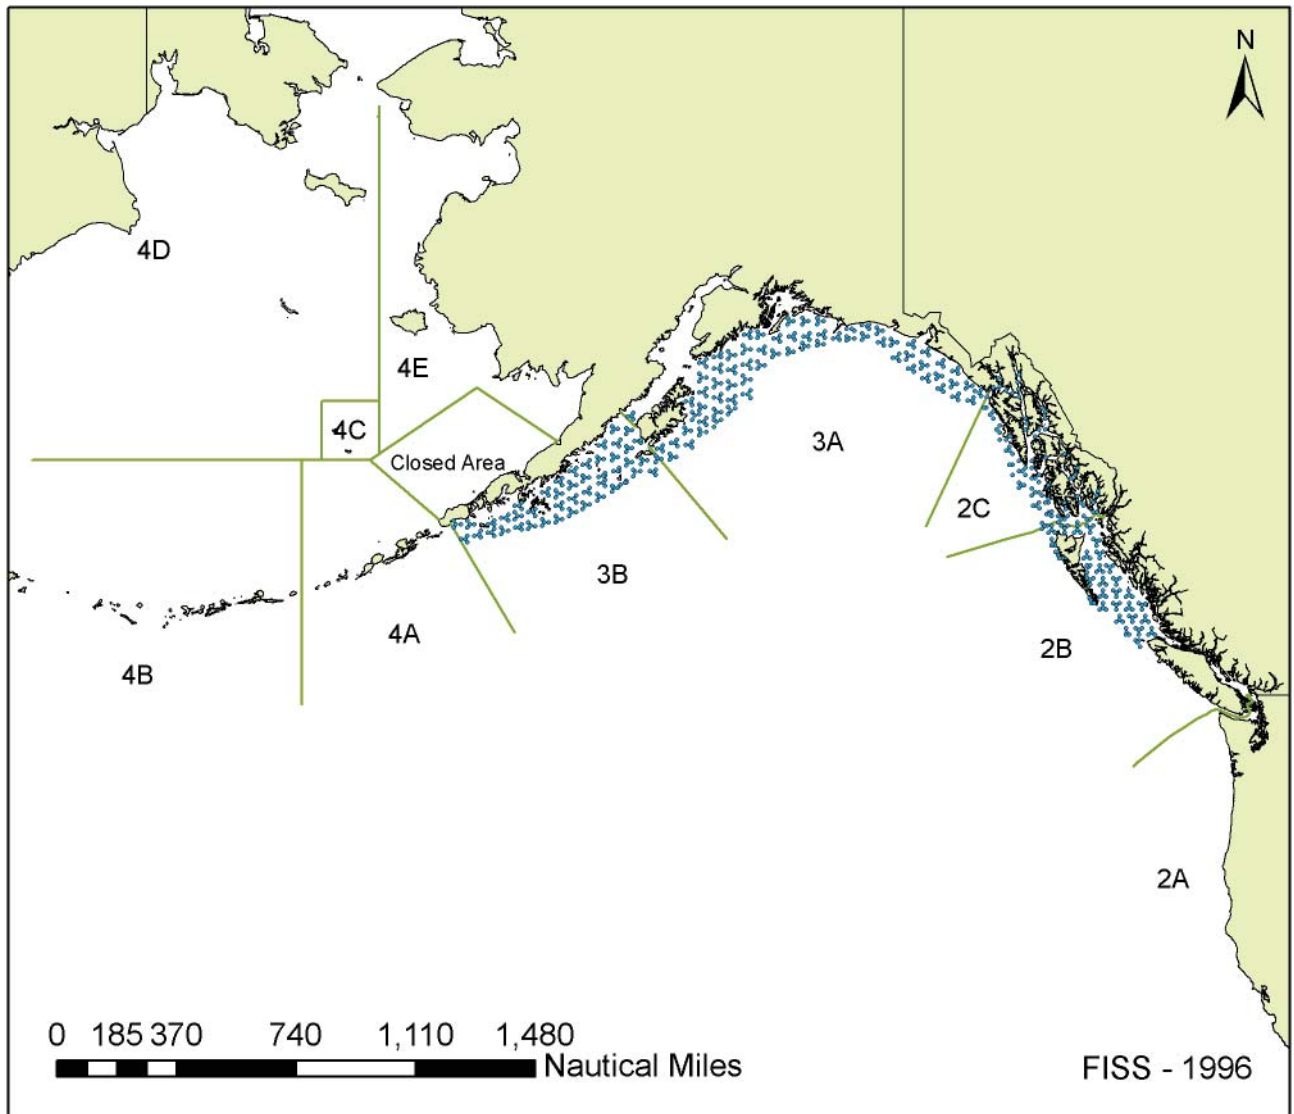 N
4D
4E
4C
Closed Area
3A
2C
3B
4A
2B
4B
2A
0 185 370 740 1,110 1,480
Nautical Miles
FISS - 1996